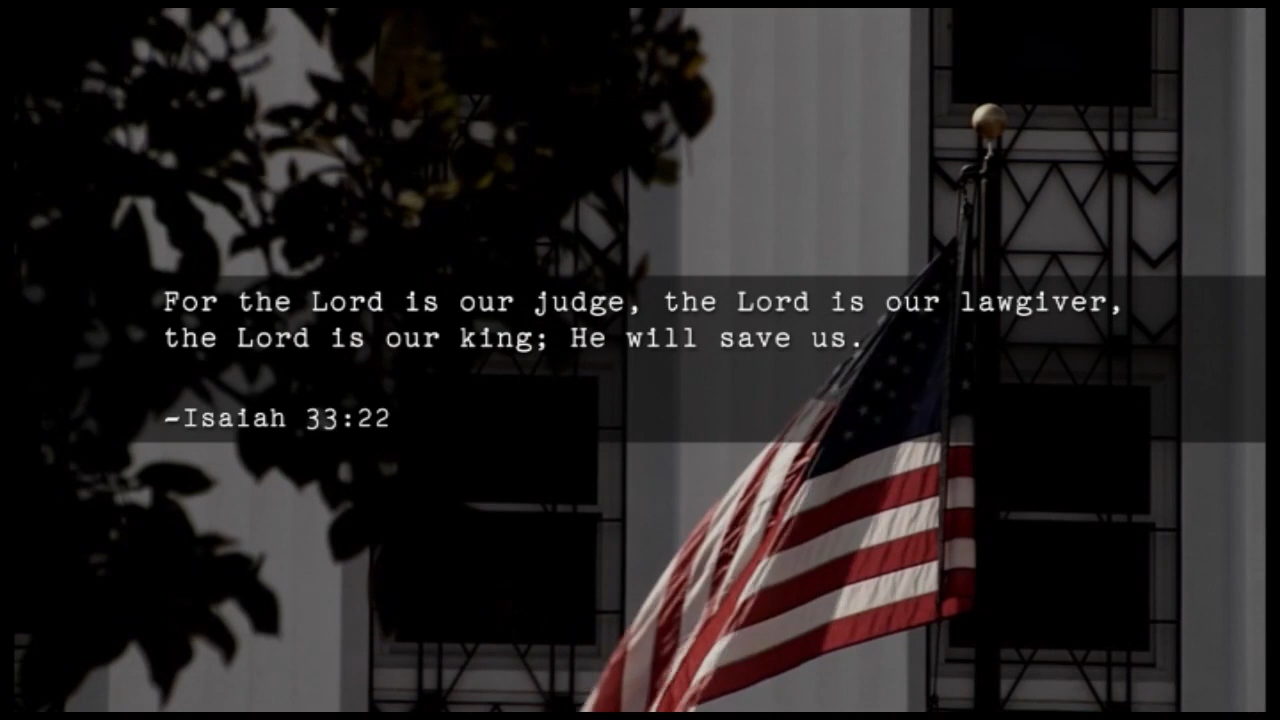 For the Lord is our judge, the Lord is our lawgiver,
the Lord is our king; He will save us.
~Isaiah 33:22